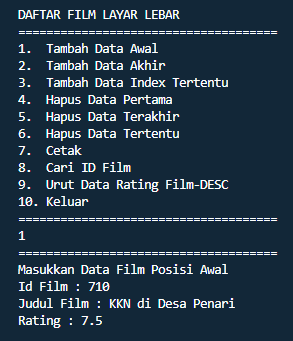 DAFTAR FILM LAYAR LEBAR
=====================================
1.  Tambah Data Awal
2.  Tambah Data Akhir
3.  Tambah Data Index Tertentu
4.  Hapus Data Pertama
5.  Hapus Data Terakhir
6.  Hapus Data Tertentu
7.  Cetak
8.  Cari ID Film
9.  Urut Data Rating Film-DESC
10. Keluar
=====================================
1
=====================================
Masukkan Data Film Posisi Awal
Id Film : 710
Judul Film : KKN di Desa Penari
Rating : 7.5